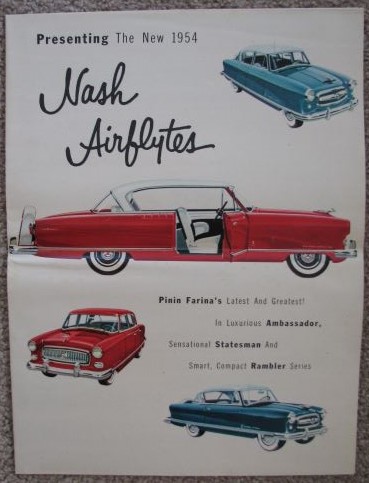 Presenting The New 1954
Nash
Airflytes
Pinin Farina's Latest And Greatest!
In Luxurious Ambassador,
Sensational Statesman And
Smart, Compact Rambler Series